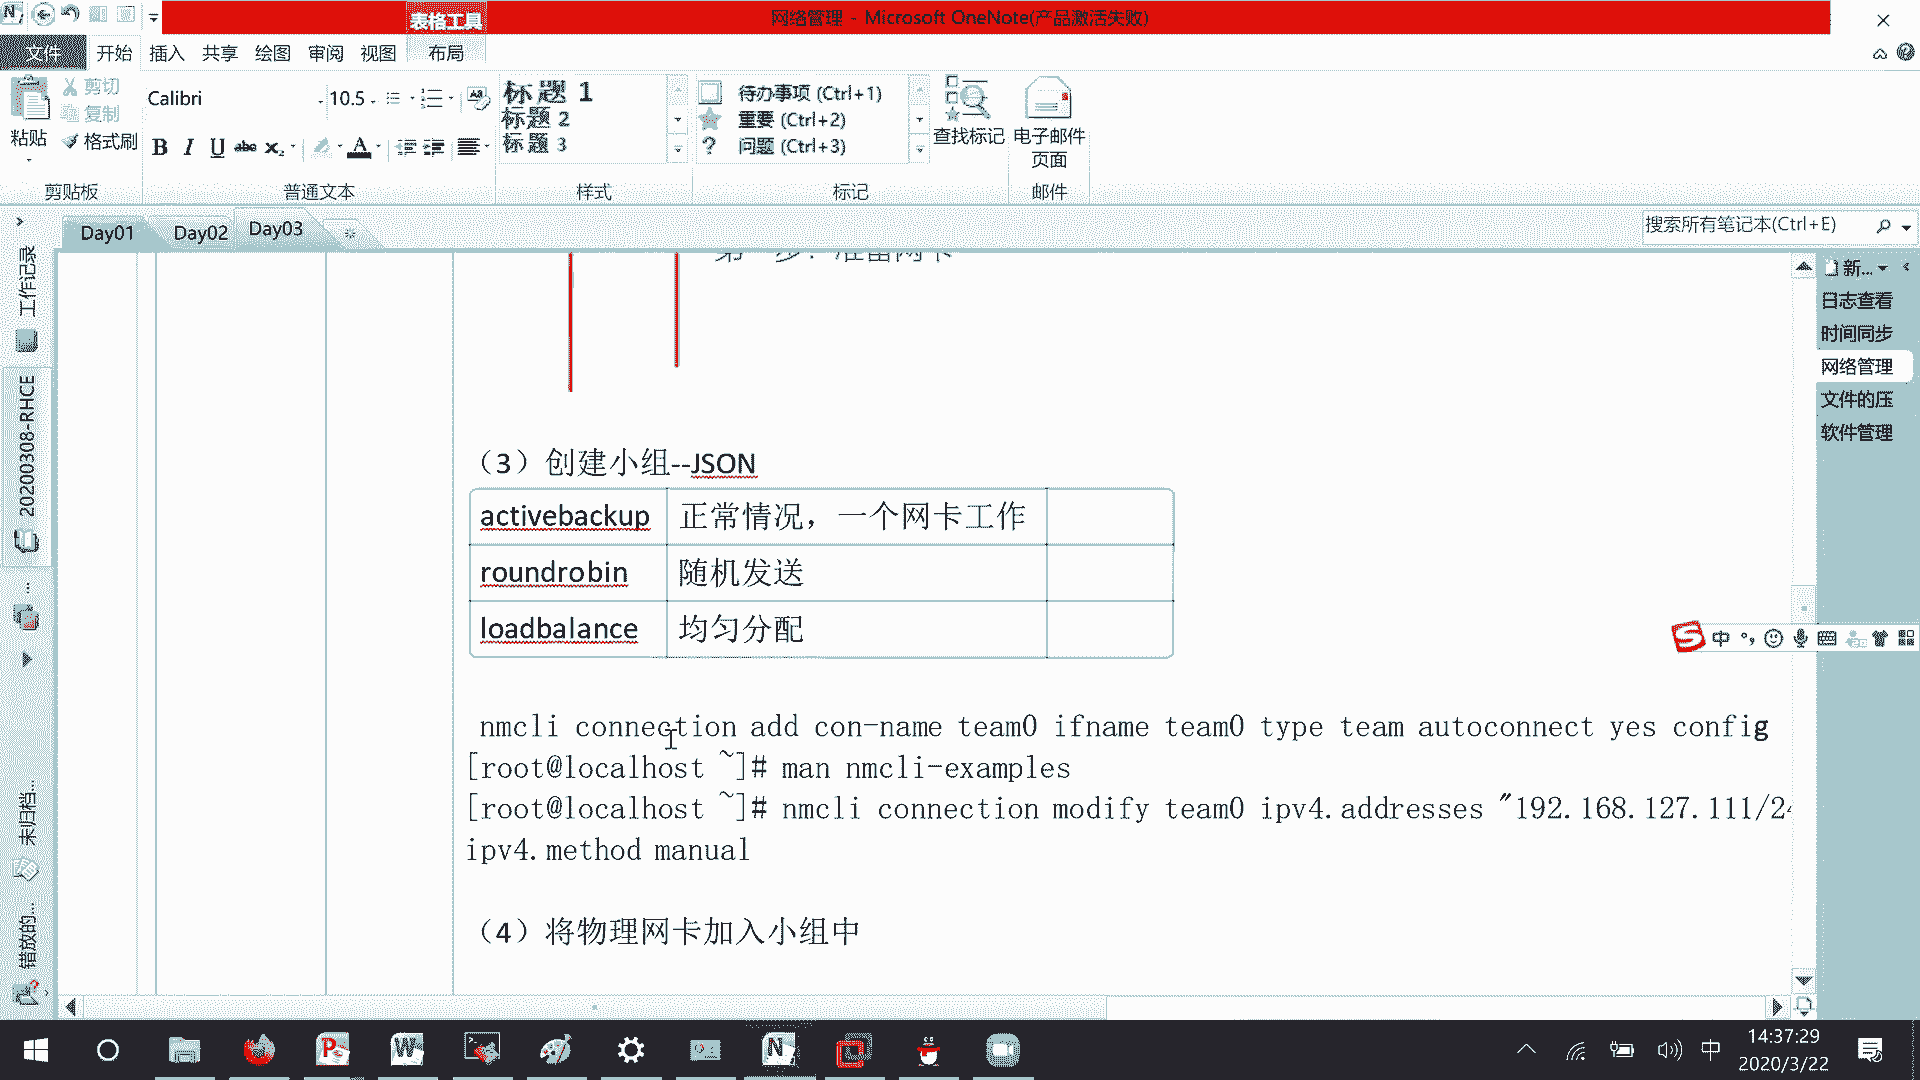 表格工具
网络管理 - Microsoft OneNote(产品激活失败)
文件 开始 插入 共享 绘图 审阅 视图 布局
粘贴
剪切
复制
格式刷
剪贴板
Calibri 10.5
B I U abc x₂ A
普通文本
标题 1
标题 2
标题 3
样式
待办事项 (Ctrl+1)
重要 (Ctrl+2)
问题 (Ctrl+3)
标记
查找标记
电子邮件
页面
邮件
Day01 Day02 Day03
搜索所有笔记本(Ctrl+E)
工作记录
20200308-RHCE
...
未归档...
错放的...
新...
日志查看
时间同步
网络管理
文件的压
软件管理
(3)创建小组--JSON
activebackup 正常情况，一个网卡工作
roundrobin 随机发送
loadbalance 均匀分配
nmcli connection add con-name team0 ifname team0 type team autoconnect yes config
[root@localhost ~]# man nmcli-examples
[root@localhost ~]# nmcli connection modify team0 ipv4.addresses "192.168.127.111/24
ipv4.method manual
(4)将物理网卡加入小组中
中
中
14:37:29
2020/3/22